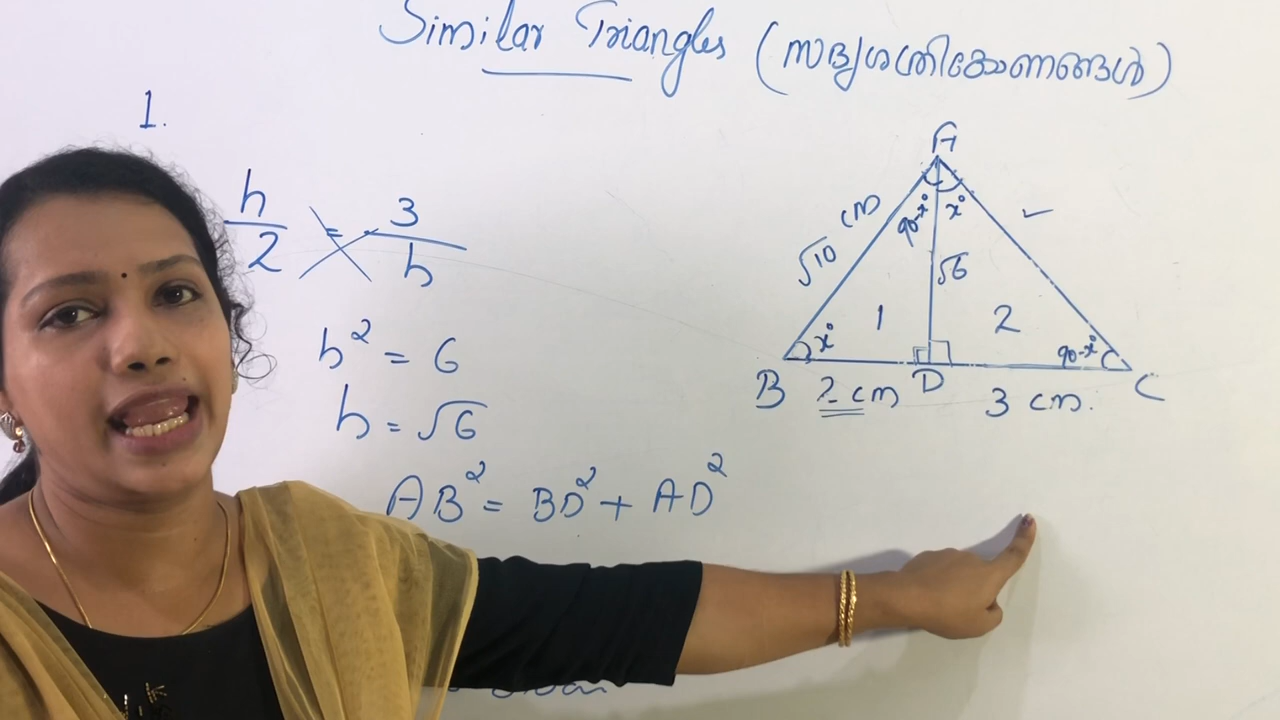 Similar Triangles (സദൃശത്രികോണങ്ങൾ)
1.
h/2 = 3/h
h² = 6
h = √6
AB² = BD² + AD²
A
90-x° x°
√10 cm
√6
1 2
x° 90-x°
B D C
2 cm 3 cm.